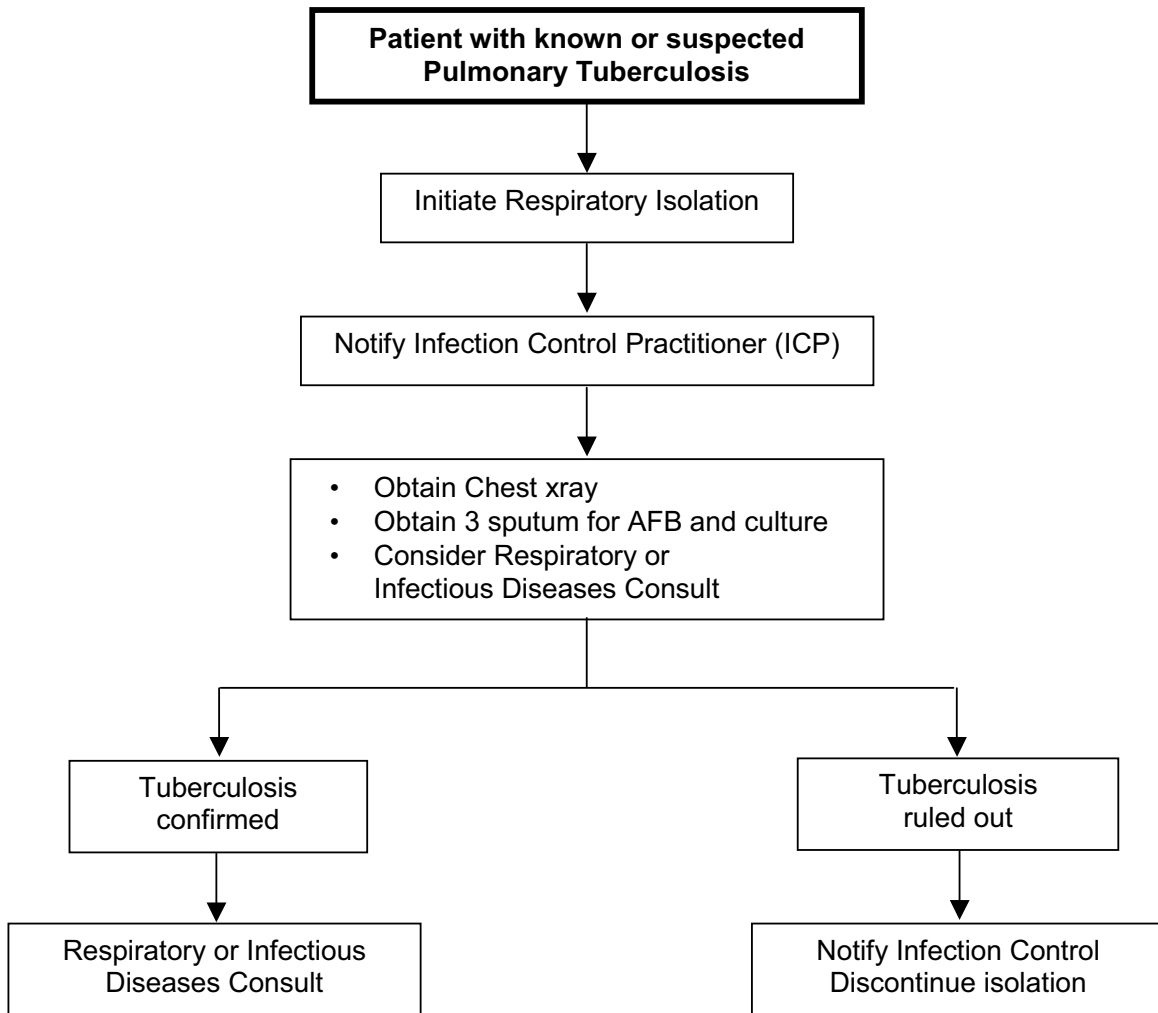 Patient with known or suspected
Pulmonary Tuberculosis
Initiate Respiratory Isolation
Notify Infection Control Practitioner (ICP)
• Obtain Chest xray
• Obtain 3 sputum for AFB and culture
• Consider Respiratory or
Infectious Diseases Consult
Tuberculosis
confirmed
Tuberculosis
ruled out
Respiratory or Infectious
Diseases Consult
Notify Infection Control
Discontinue isolation